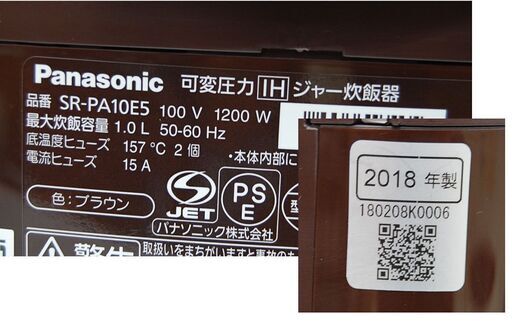 Panasonic 可変圧力 IH ジャー炊飯器
品番 SR-PA10E5 100 V 1200 W
最大炊飯容量 1.0 L 50-60 Hz
底温度ヒューズ 157 ℃ 2 個
電流ヒューズ 15 A
・本体内部に
色：ブラウン
S JET
PS E
パナソニック株式会社
警告
取扱いをまちがいますと事故の
2018 年製
180208K0006